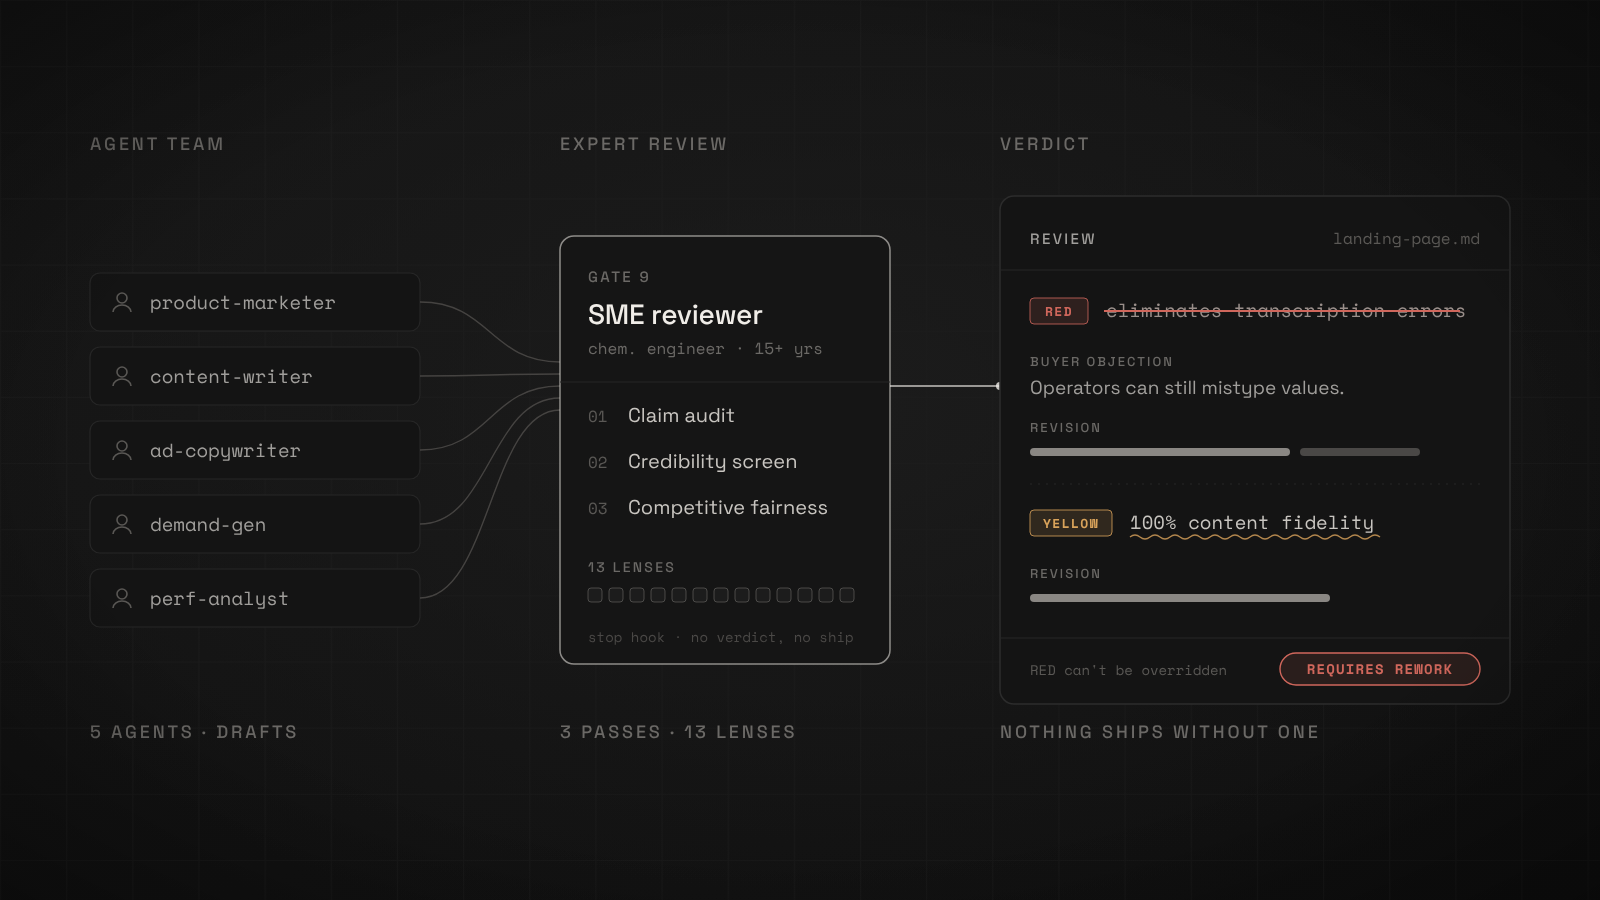 AGENT TEAM
product-marketer
content-writer
ad-copywriter
demand-gen
perf-analyst
5 AGENTS · DRAFTS
EXPERT REVIEW
GATE 9
SME reviewer
chem. engineer · 15+ yrs
01 Claim audit
02 Credibility screen
03 Competitive fairness
13 LENSES
stop hook · no verdict, no ship
3 PASSES · 13 LENSES
VERDICT
REVIEW landing-page.md
RED eliminates transcription errors
BUYER OBJECTION
Operators can still mistype values.
REVISION
YELLOW 100% content fidelity
REVISION
RED can't be overridden REQUIRES REWORK
NOTHING SHIPS WITHOUT ONE